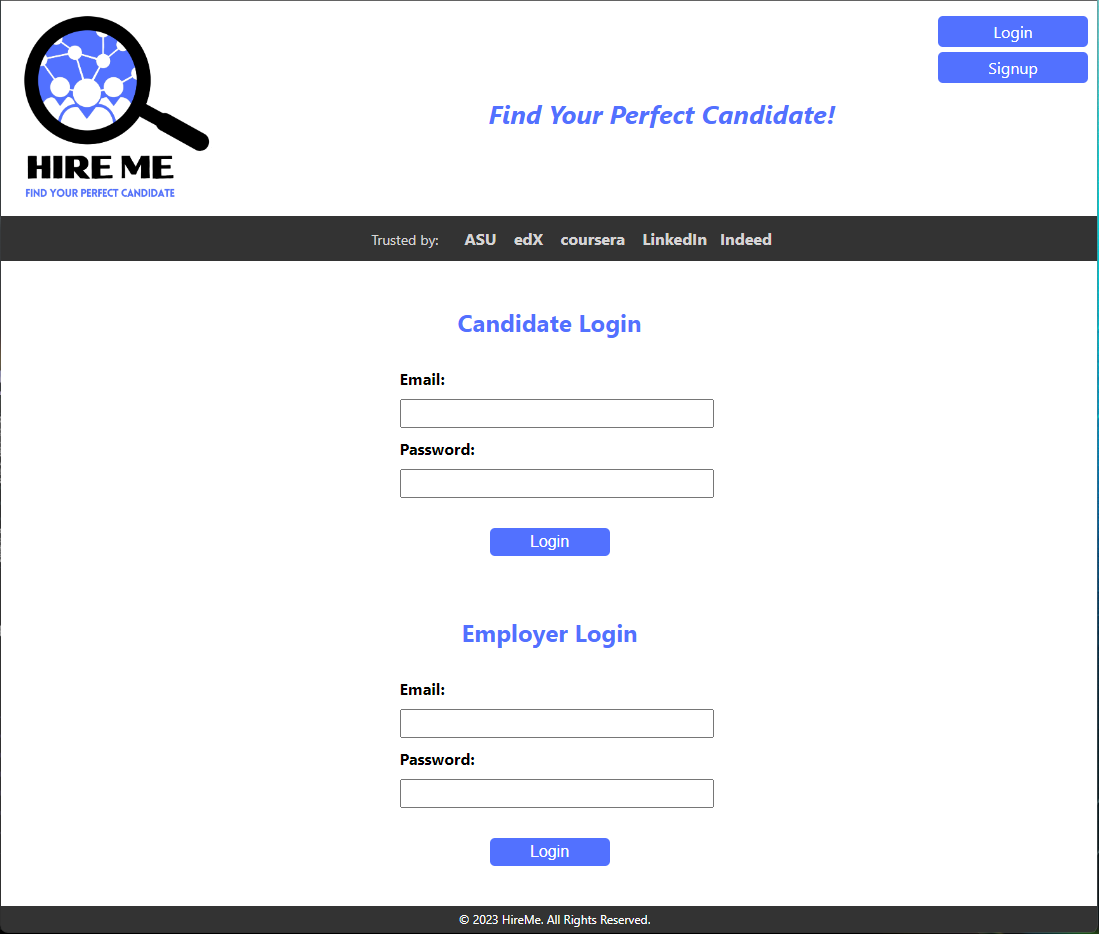 Login
Signup
Find Your Perfect Candidate!
HIRE ME
FIND YOUR PERFECT CANDIDATE
Trusted by: ASU edX coursera LinkedIn Indeed
Candidate Login
Email:
Password:
Login
Employer Login
Email:
Password:
Login
© 2023 HireMe. All Rights Reserved.